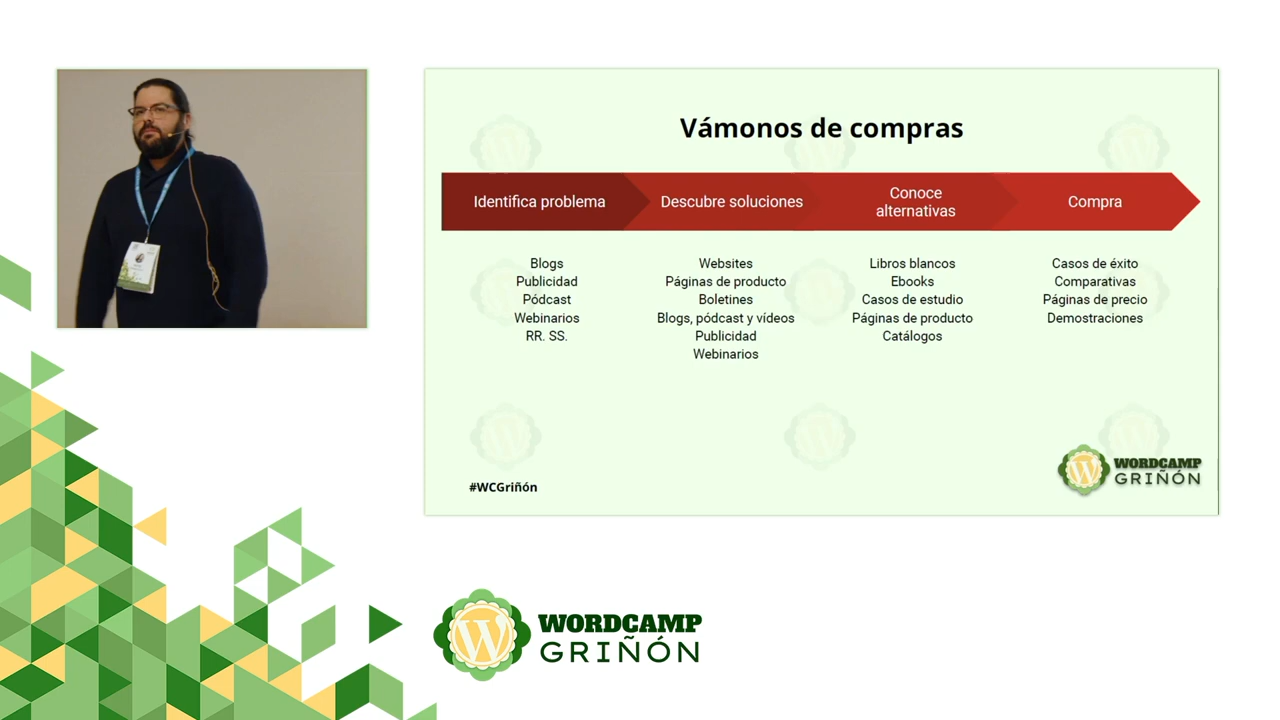 Vámonos de compras
Identifica problema
Descubre soluciones
Conoce
alternativas
Compra
Blogs
Publicidad
Pódcast
Webinarios
RR. SS.
Websites
Páginas de producto
Boletines
Blogs, pódcast y vídeos
Publicidad
Webinarios
Libros blancos
Ebooks
Casos de estudio
Páginas de producto
Catálogos
Casos de éxito
Comparativas
Páginas de precio
Demostraciones
#WCGriñón
WORDCAMP
GRIÑÓN
WORDCAMP
GRIÑÓN